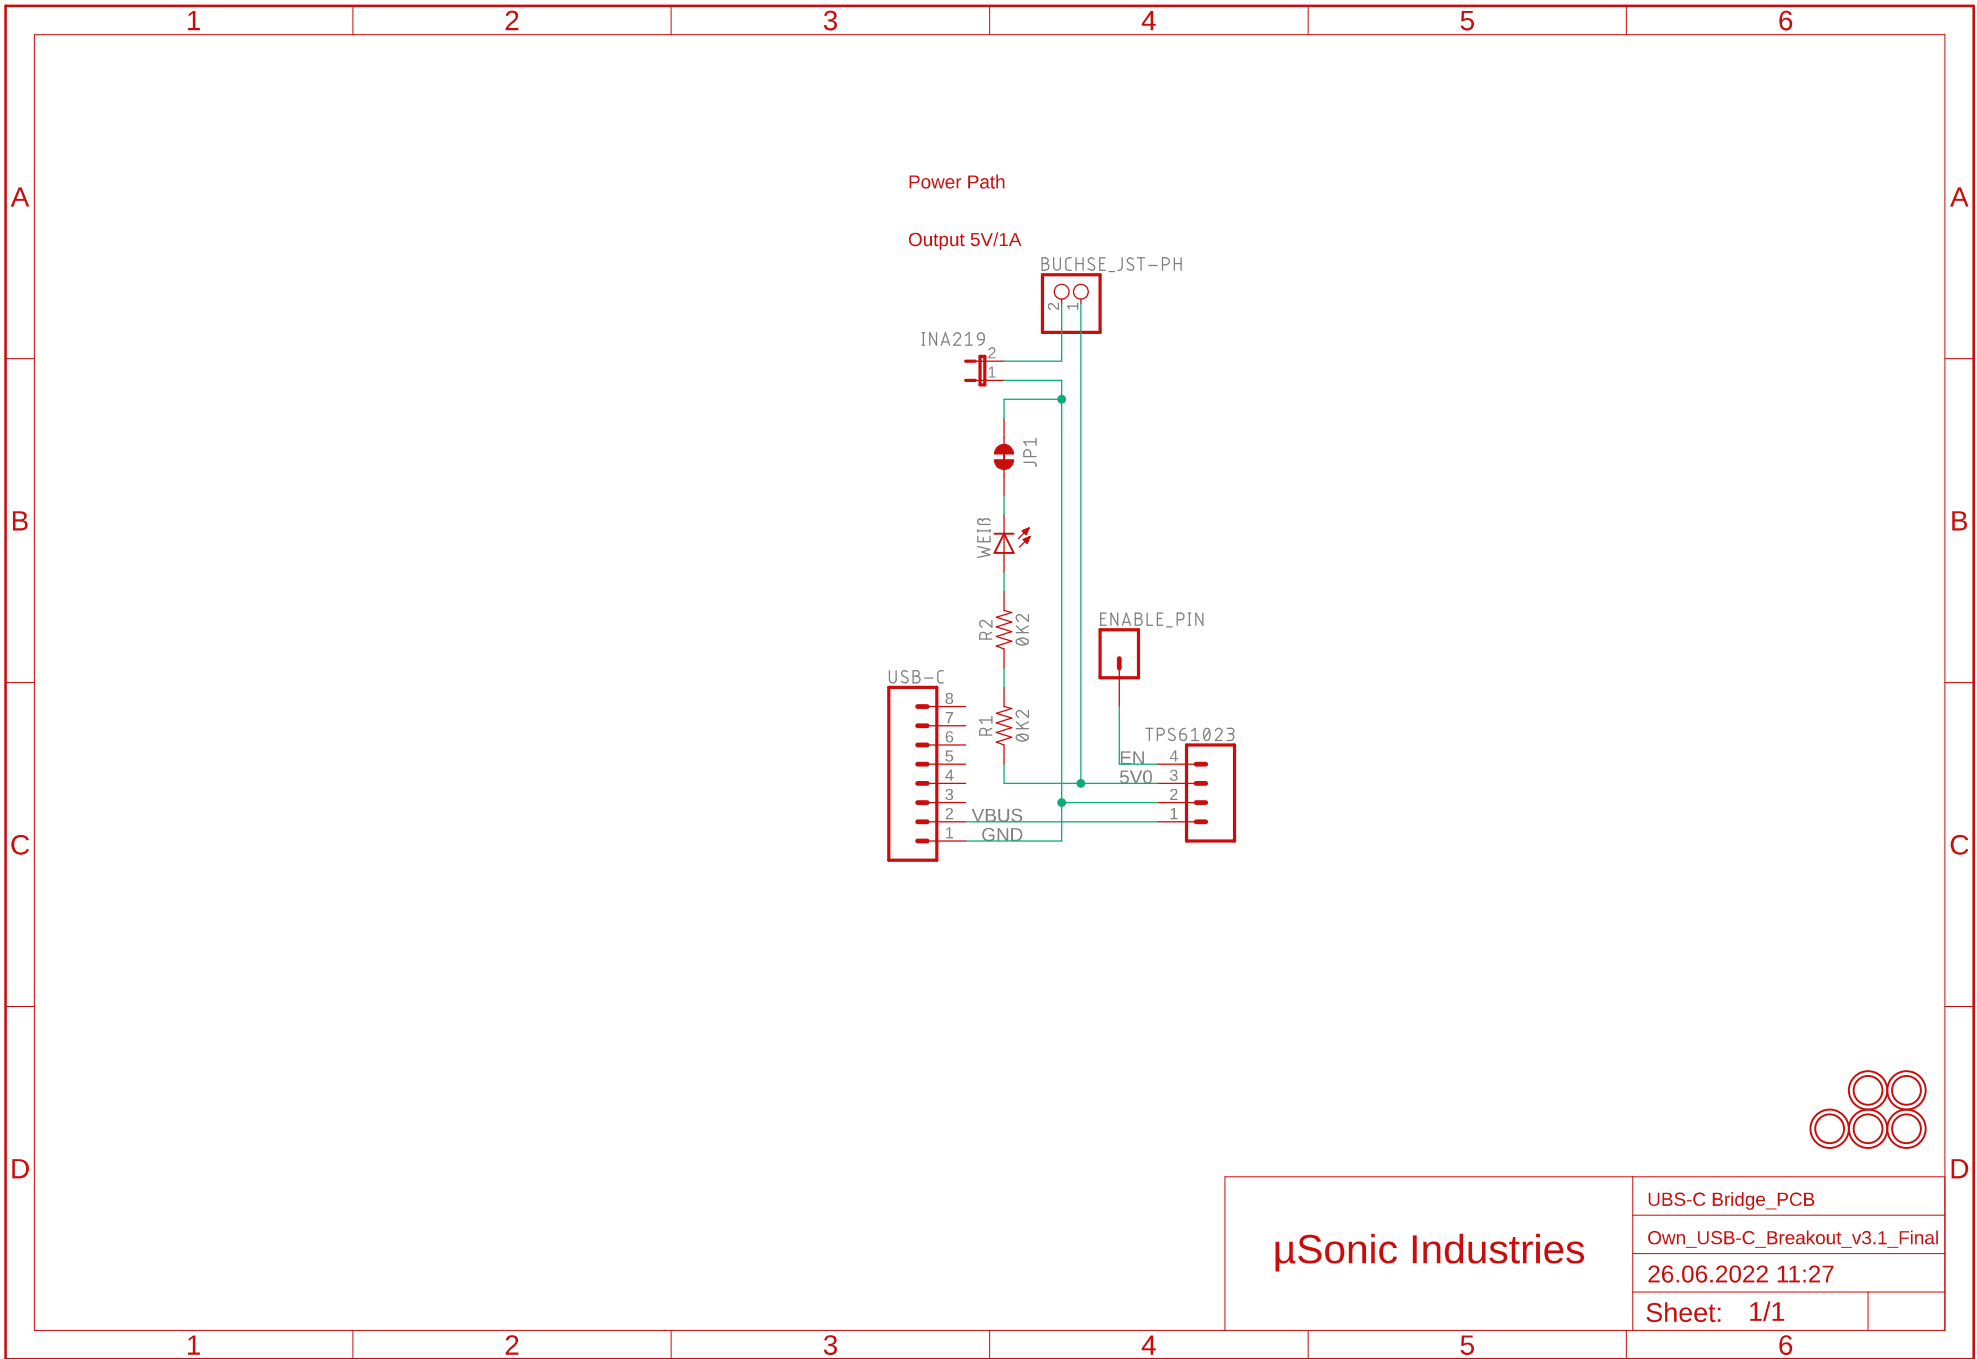 1 2 3 4 5 6
A A
Power Path
Output 5V/1A
BUCHSE_JST-PH
2 1
INA219
2
1
JP1
B B
WEIß
R2 0K2
ENABLE_PIN
USB-C
R1 0K2
TPS61023
8
7
6
5
4
3
2
1
VBUS
GND
EN
5V0
4
3
2
1
C C
D D
µSonic Industries
UBS-C Bridge_PCB
Own_USB-C_Breakout_v3.1_Final
26.06.2022 11:27
Sheet: 1/1
1 2 3 4 5 6